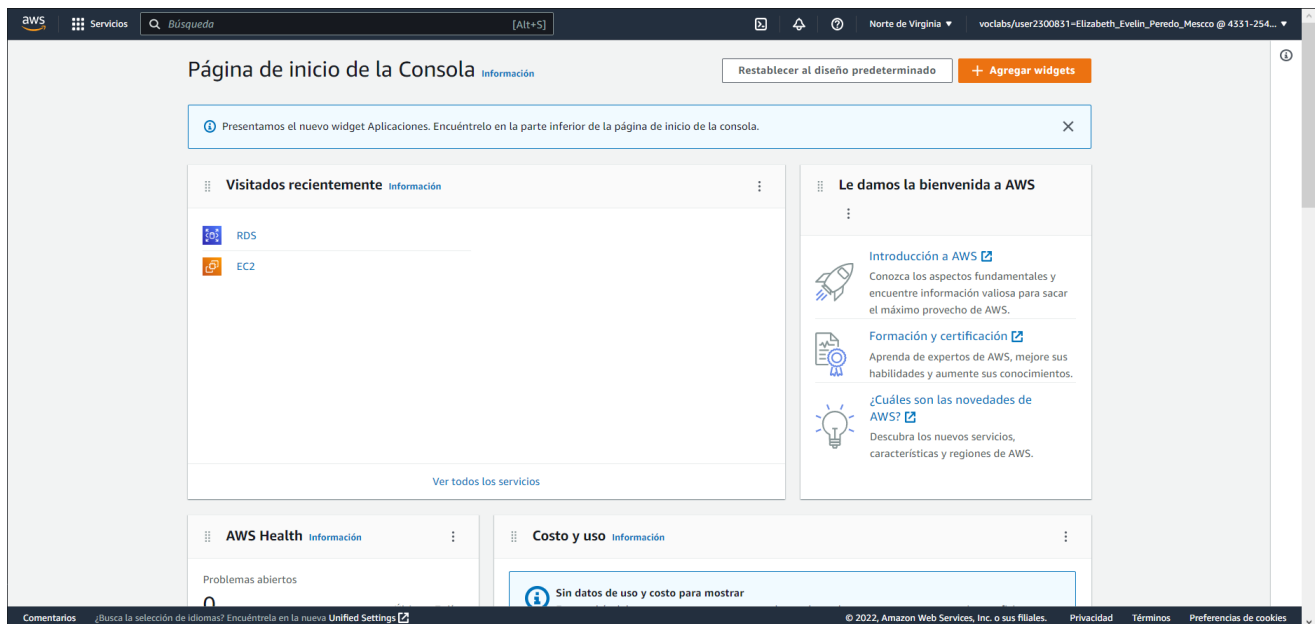 aws
Servicios
Búsqueda
[Alt+S]
Norte de Virginia ▼
voclabs/user2300831=Elizabeth_Evelin_Peredo_Mescco @ 4331-254... ▼
Página de inicio de la Consola Información
Restablecer al diseño predeterminado
+ Agregar widgets
Presentamos el nuevo widget Aplicaciones. Encuéntrelo en la parte inferior de la página de inicio de la consola.
Visitados recientemente Información
RDS
EC2
Ver todos los servicios
Le damos la bienvenida a AWS
Introducción a AWS
Conozca los aspectos fundamentales y
encuentre información valiosa para sacar
el máximo provecho de AWS.
Formación y certificación
Aprenda de expertos de AWS, mejore sus
habilidades y aumente sus conocimientos.
¿Cuáles son las novedades de
AWS?
Descubra los nuevos servicios,
características y regiones de AWS.
AWS Health Información
Problemas abiertos
0
Costo y uso Información
Sin datos de uso y costo para mostrar
Comentarios
¿Busca la selección de idiomas? Encuéntrela en la nueva Unified Settings
© 2022, Amazon Web Services, Inc. o sus filiales.
Privacidad
Términos
Preferencias de cookies